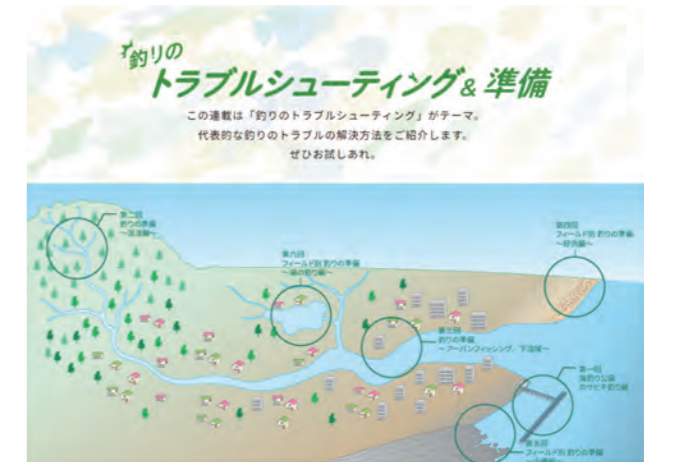 釣りの
トラブルシューティング&準備
この連載は「釣りのトラブルシューティング」がテーマ。
代表的な釣りのトラブルの解決方法をご紹介します。
ぜひお試しあれ。
第二回
釣りの準備
〜渓流編〜
第六回
フィールド別 釣りの準備
〜湖の釣り編〜
第四回
フィールド別 釣りの準備
第三回
釣りの準備
〜アーバンフィッシング／下流域〜
第一回
海釣り公園
のサビキ釣り編
第五回
フィールド別 釣りの準備